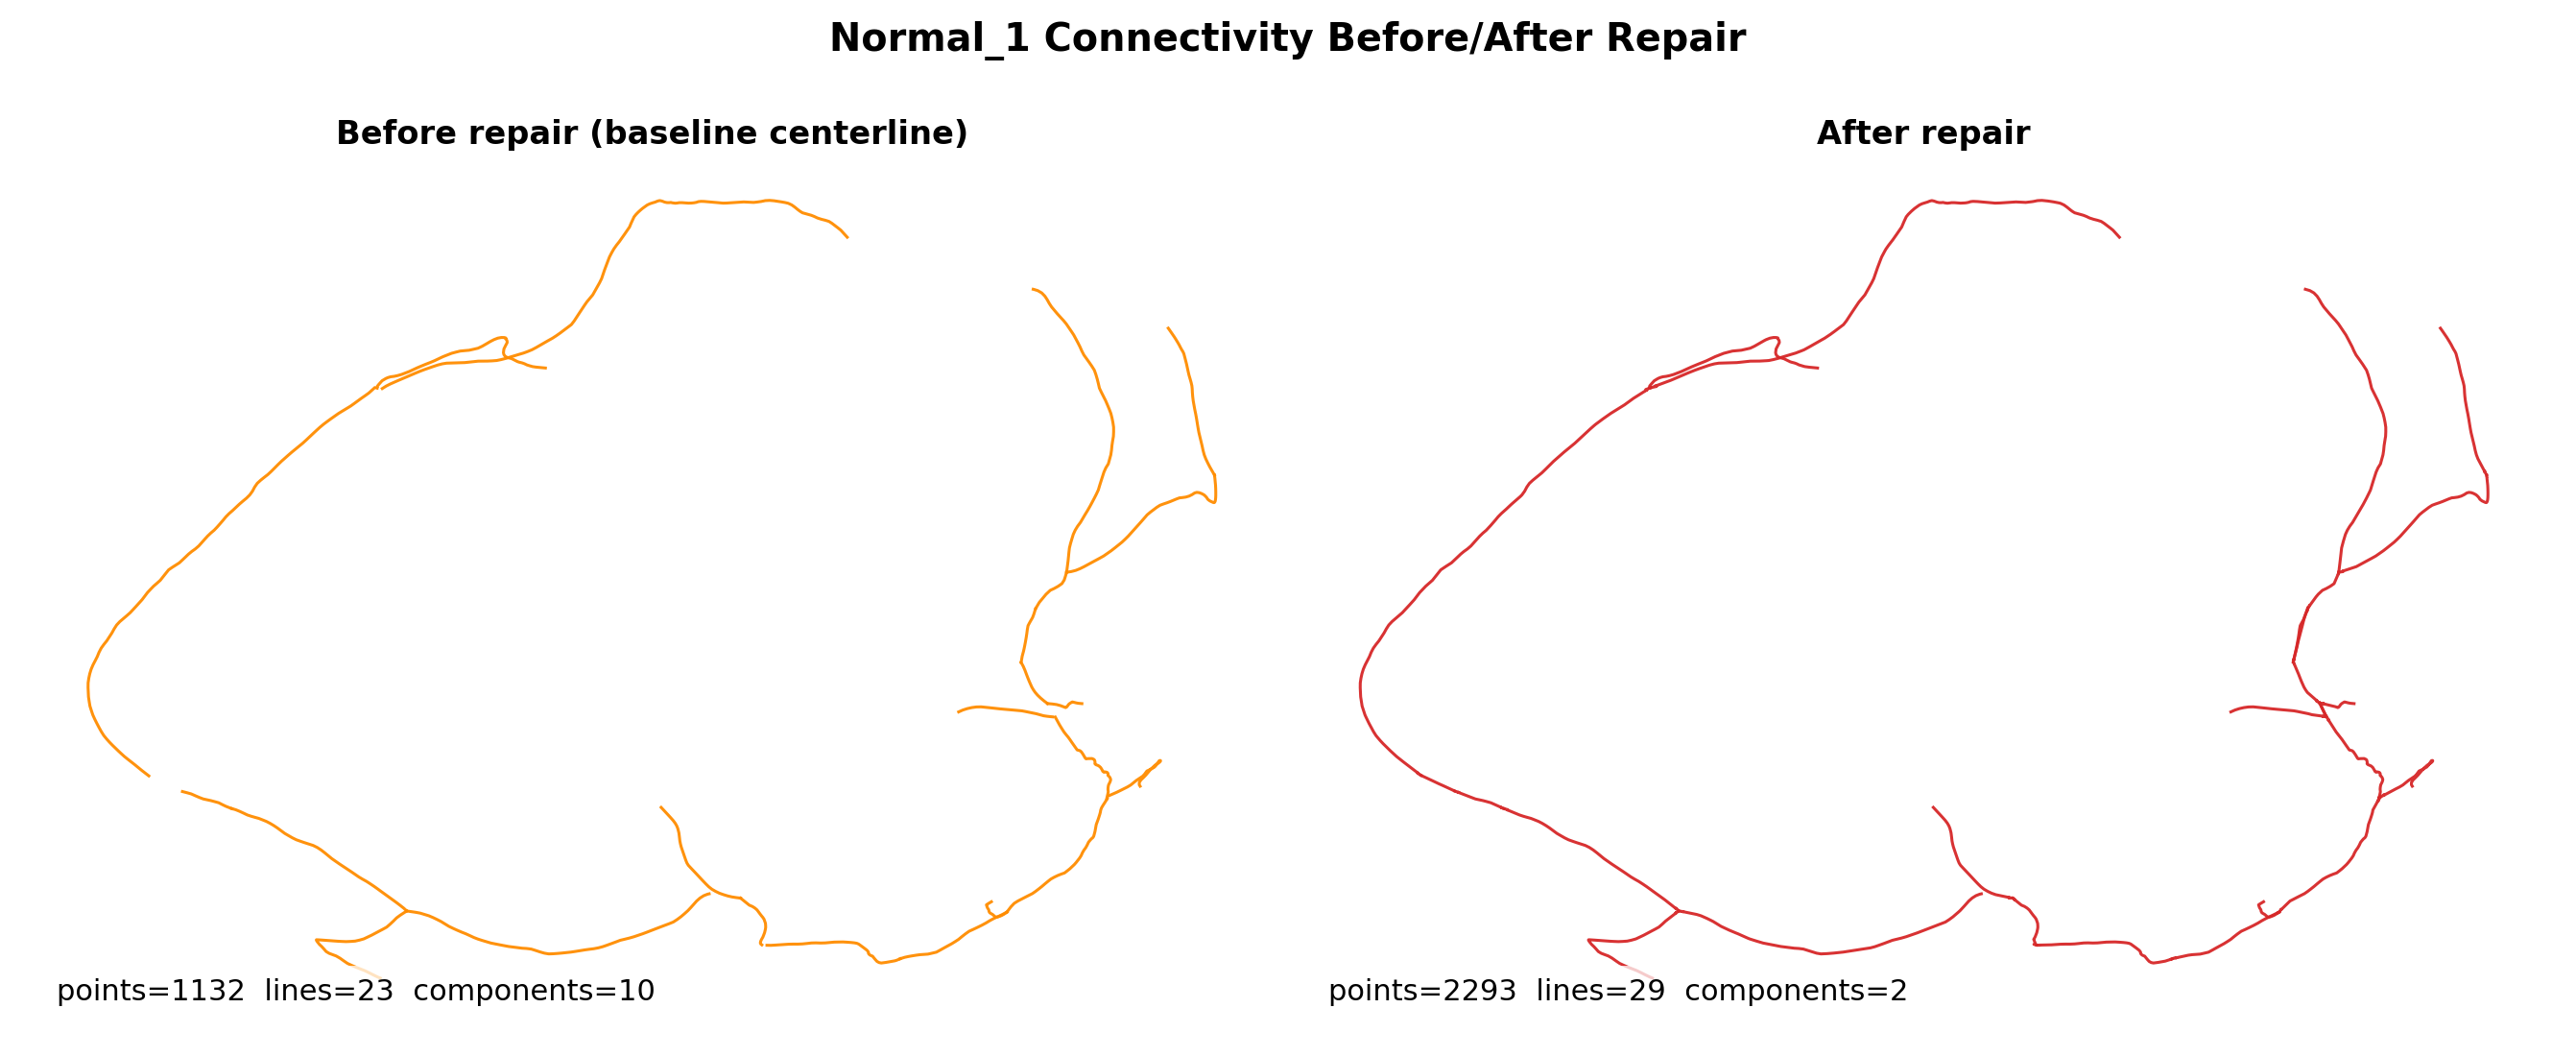 Normal_1 Connectivity Before/After Repair
Before repair (baseline centerline)
After repair
points=1132  lines=23  components=10
points=2293  lines=29  components=2